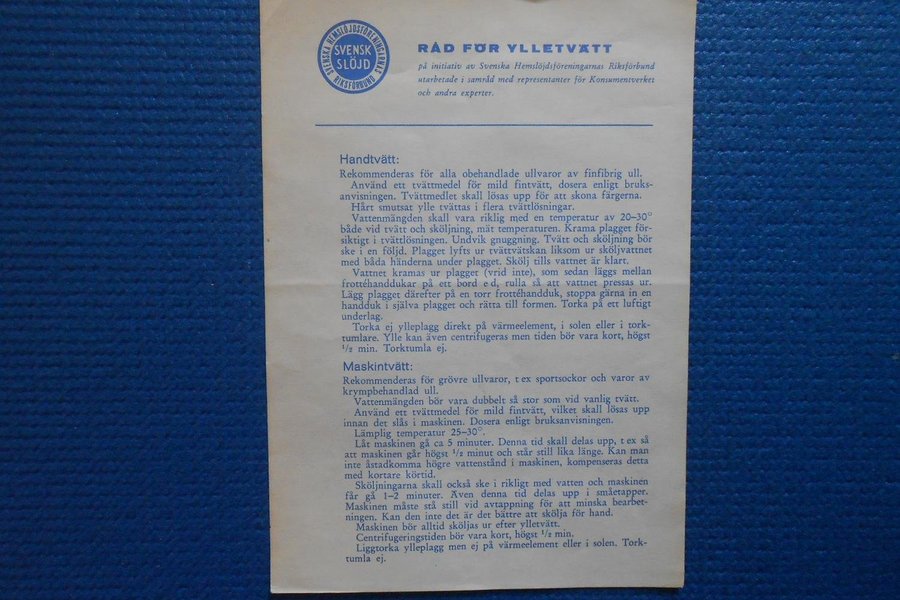 SVENSKA HEMSLÖJDSFÖRENINGARNAS
SVENSK
SLÖJD
RIKSFÖRBUND
RÅD FÖR YLLETVÄTT
på initiativ av Svenska Hemslöjdsföreningarnas Riksförbund
utarbetade i samråd med representanter för Konsumentverket
och andra experter.
Handtvätt:
Rekommenderas för alla obehandlade ullvaror av finfibrig ull.
Använd ett tvättmedel för mild fintvätt, dosera enligt bruks-
anvisningen. Tvättmedlet skall lösas upp för att skona färgerna.
Hårt smutsat ylle tvättas i flera tvättlösningar.
Vattenmängden skall vara riklig med en temperatur av 20–30°
både vid tvätt och sköljning, mät temperaturen. Krama plagget för-
siktigt i tvättlösningen. Undvik gnuggning. Tvätt och sköljning bör
ske i en följd. Plagget lyfts ur tvättvätskan liksom ur sköljvattnet
med båda händerna under plagget. Skölj tills vattnet är klart.
Vattnet kramas ur plagget (vrid inte), som sedan läggs mellan
frottéhanddukar på ett bord e d, rulla så att vattnet pressas ur.
Lägg plagget därefter på en torr frottéhandduk, stoppa gärna in en
handduk i själva plagget och rätta till formen. Torka på ett luftigt
underlag.
Torka ej ylleplagg direkt på värmeelement, i solen eller i tork-
tumlare. Ylle kan även centrifugeras men tiden bör vara kort, högst
1/2 min. Torktumla ej.
Maskintvätt:
Rekommenderas för grövre ullvaror, t ex sportsockor och varor av
krympbehandlad ull.
Vattenmängden bör vara dubbelt så stor som vid vanlig tvätt.
Använd ett tvättmedel för mild fintvätt, vilket skall lösas upp
innan det slås i maskinen. Dosera enligt bruksanvisningen.
Lämplig temperatur 25–30°.
Låt maskinen gå ca 5 minuter. Denna tid skall delas upp, t ex så
att maskinen går högst 1/2 minut och står still lika länge. Kan man
inte åstadkomma högre vattenstånd i maskinen, kompenseras detta
med kortare körtid.
Sköljningarna skall också ske i rikligt med vatten och maskinen
får gå 1–2 minuter. Även denna tid delas upp i småetapper.
Maskinen måste stå still vid avtappning för att minska bearbet-
ningen. Kan den inte det är det bättre att skölja för hand.
Maskinen bör alltid sköljas ur efter ylletvätt.
Centrifugeringstiden bör vara kort, högst 1/2 min.
Liggtorka ylleplagg men ej på värmeelement eller i solen. Tork-
tumla ej.